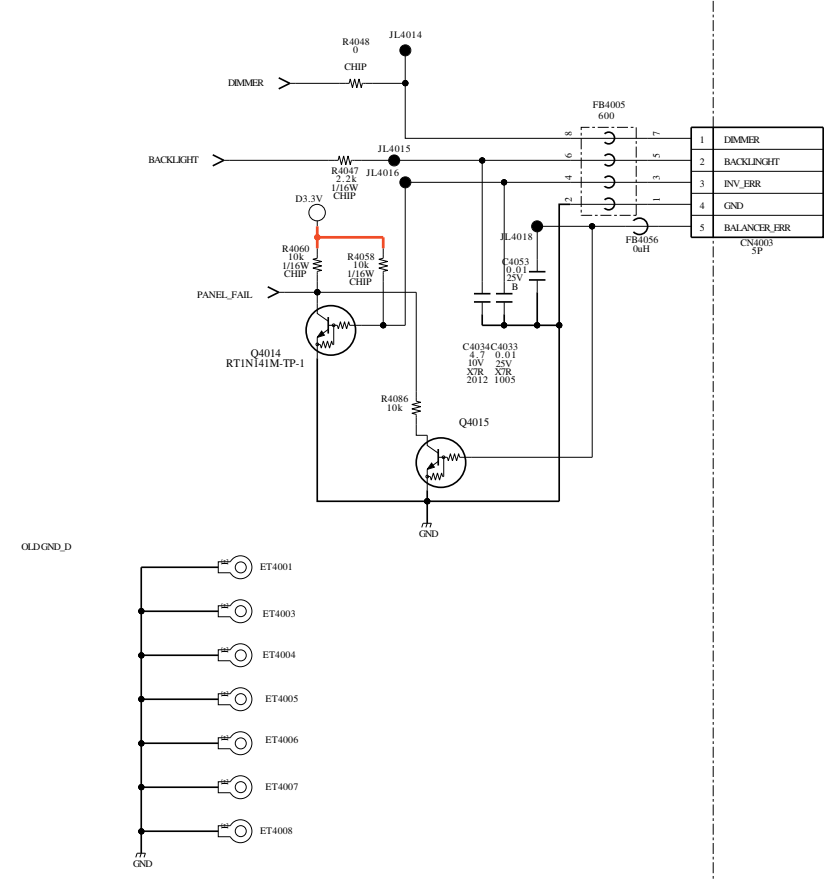 JL4014
R4048
0
CHIP
DIMMER
FB4005
600
8
7
1
DIMMER
BACKLIGHT
JL4015
6
5
2
BACKLINGHT
R4047
2.2k
1/16W
CHIP
JL4016
4
3
3
INV_ERR
D3.3V
2
1
4
GND
JL4018
5
BALANCER_ERR
FB4056
0uH
CN4003
5P
R4060
10k
1/16W
CHIP
R4058
10k
1/16W
CHIP
C4053
0.01
25V
B
PANEL_FAIL
Q4014
RT1N141M-TP-1
C4034
4.7
10V
X7R
2012
C4033
0.01
25V
X7R
1005
R4086
10k
Q4015
GND
OLDGND_D
ET4001
ET4003
ET4004
ET4005
ET4006
ET4007
ET4008
GND